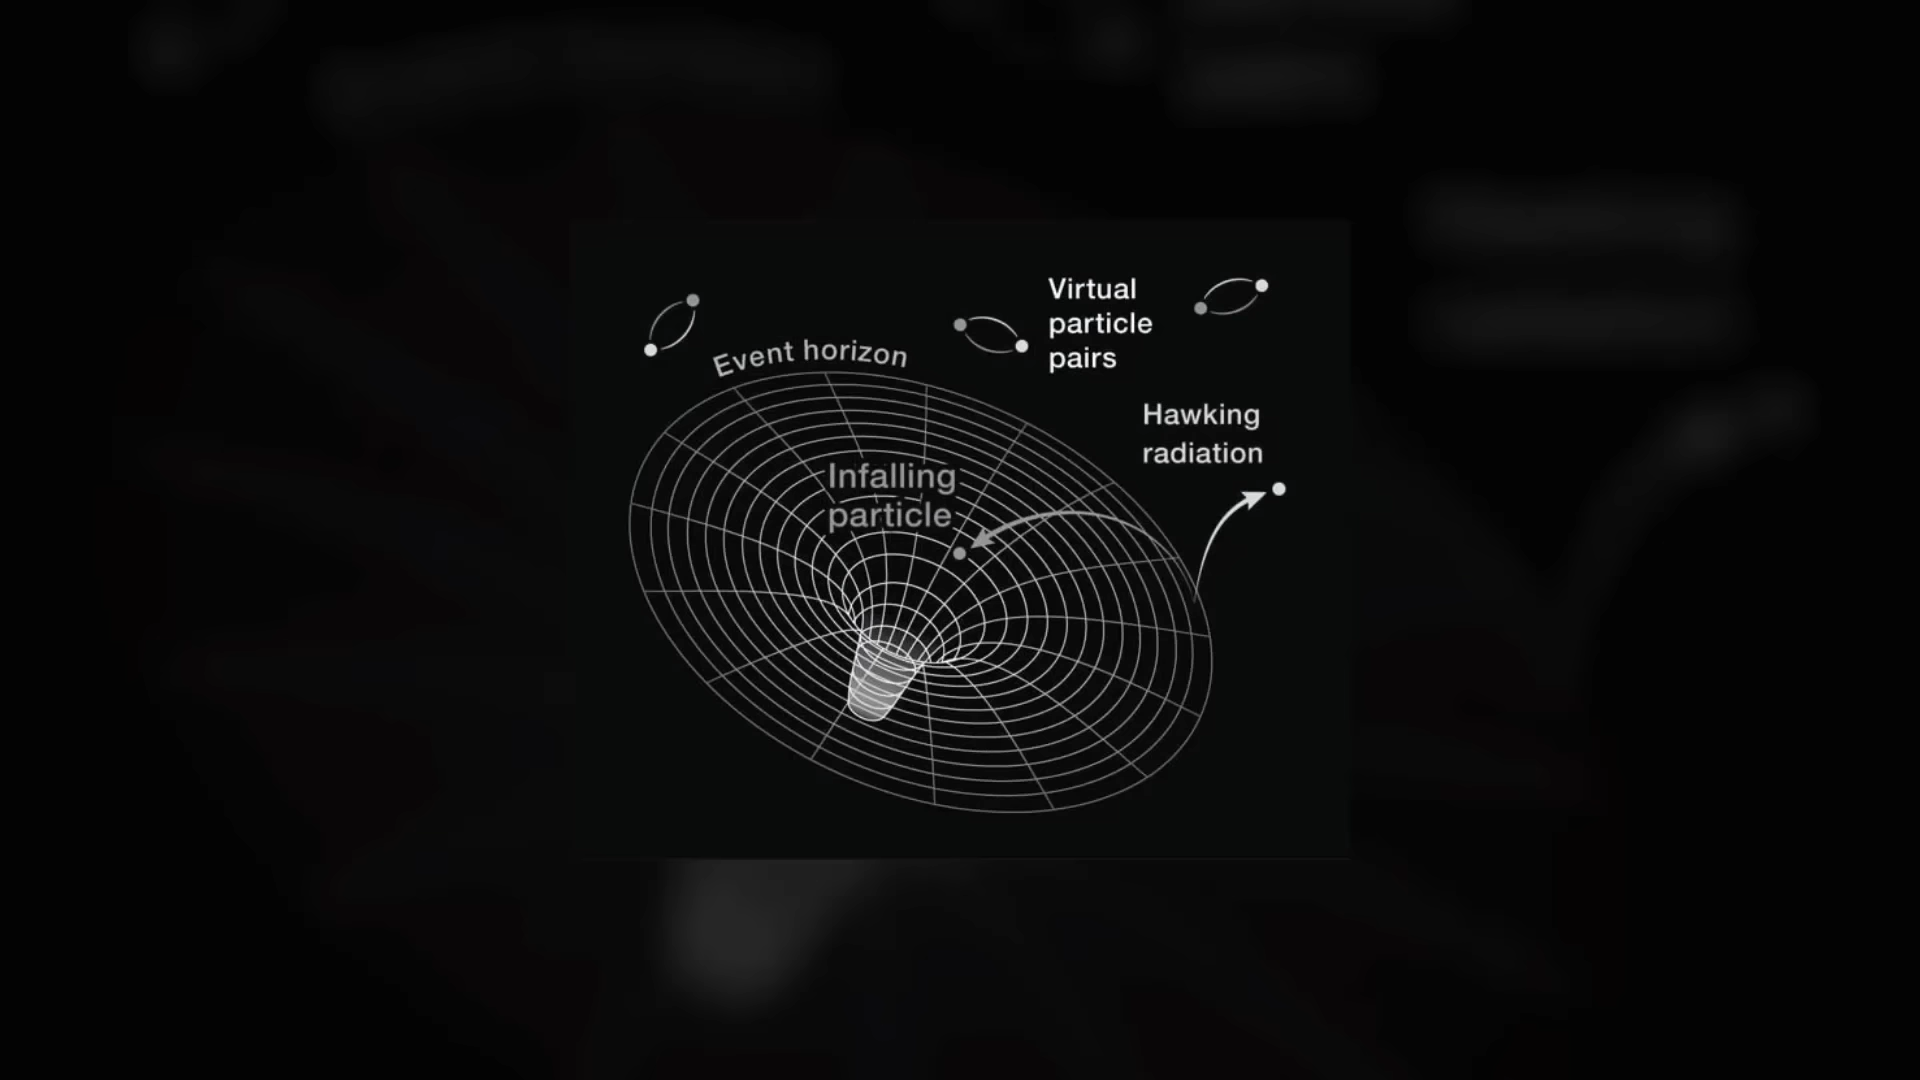 Virtual
particle
pairs
Event horizon
Hawking
radiation
Infalling
particle